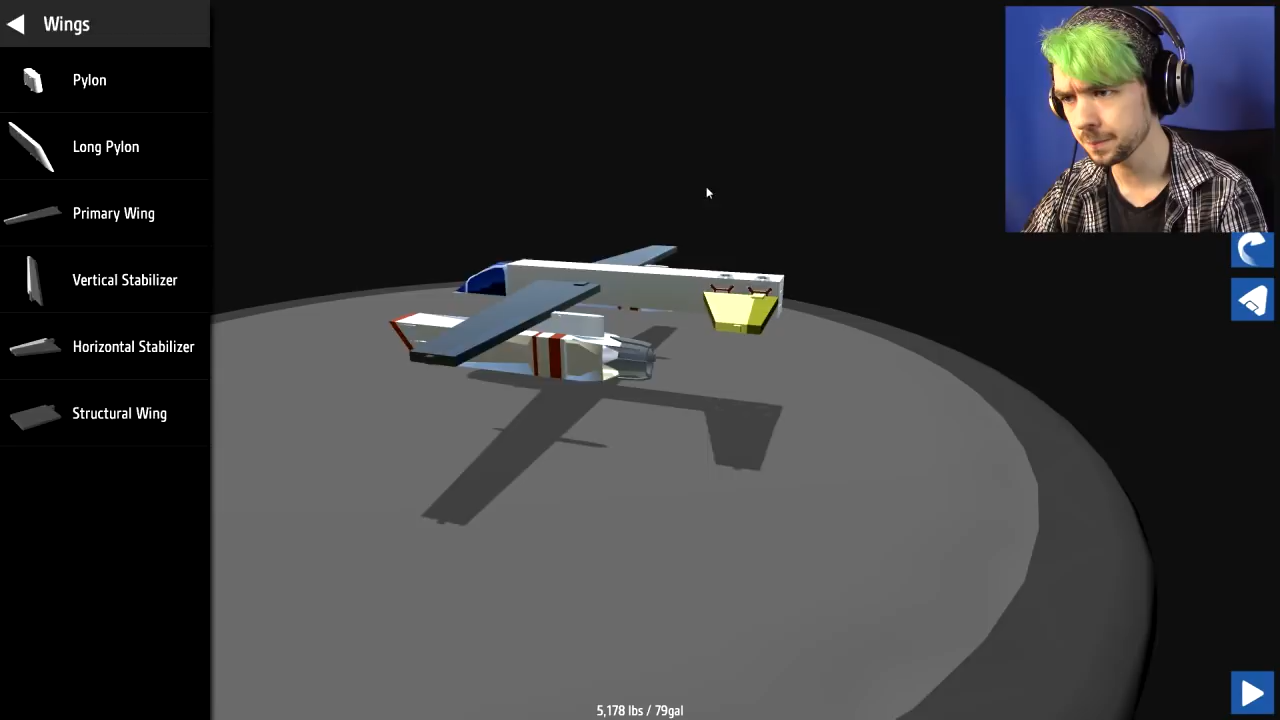 Wings
Pylon
Long Pylon
Primary Wing
Vertical Stabilizer
Horizontal Stabilizer
Structural Wing
5,178 lbs / 79gal